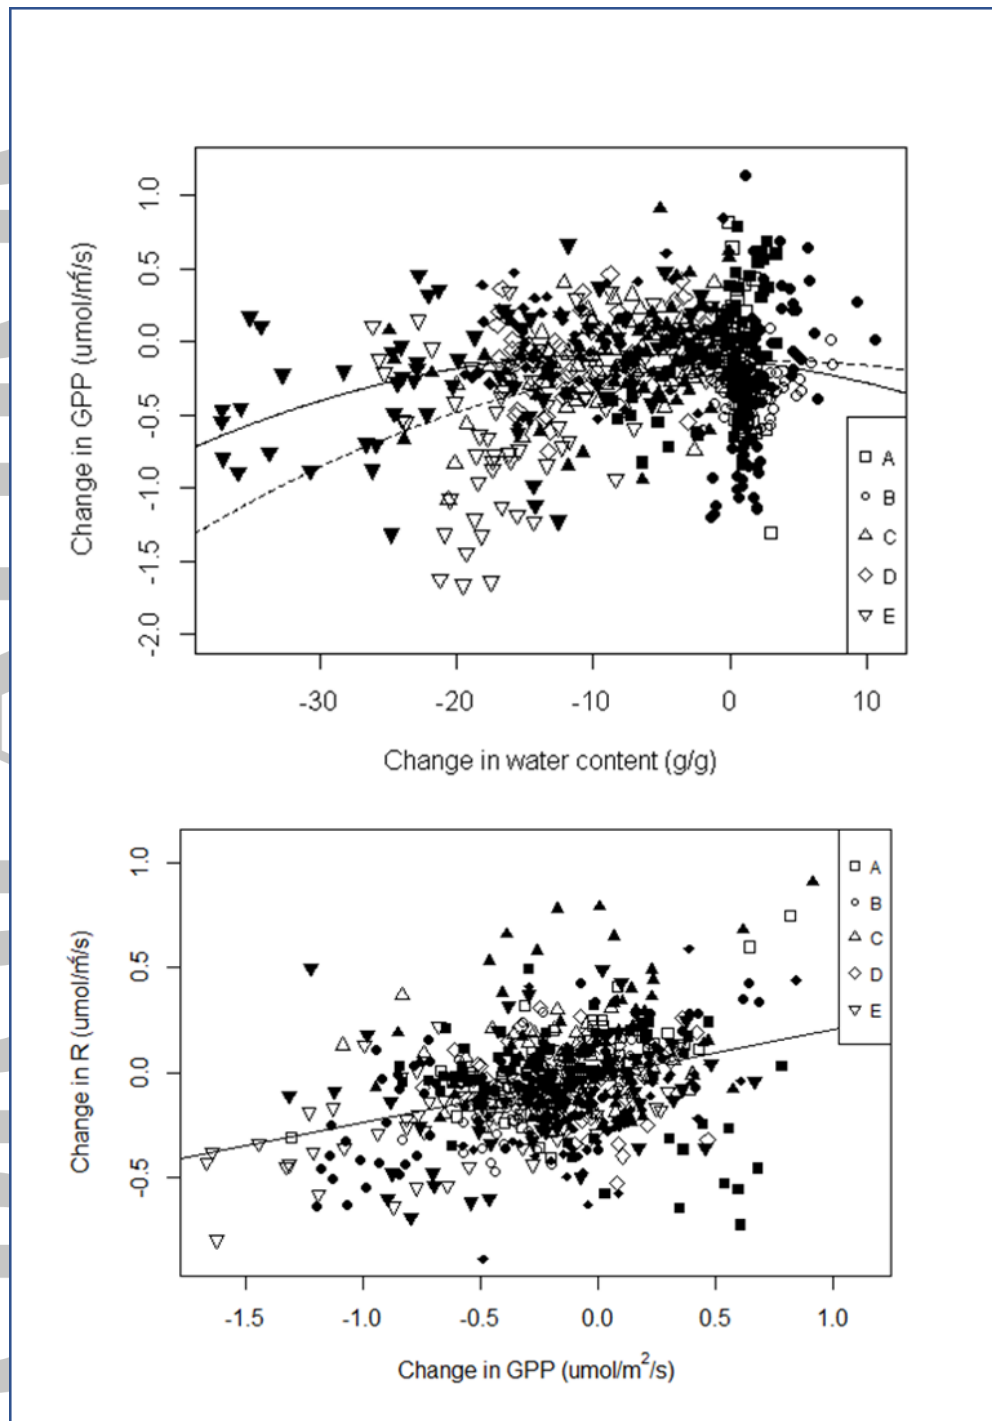 1.0
0.5
0.0
-0.5
-1.0
-1.5
-2.0
Change in GPP (umol/m²/s)
A
B
C
D
E
-30 -20 -10 0 10
Change in water content (g/g)
1.0
0.5
0.0
-0.5
Change in R (umol/m²/s)
A
B
C
D
E
-1.5 -1.0 -0.5 0.0 0.5 1.0
Change in GPP (umol/m²/s)